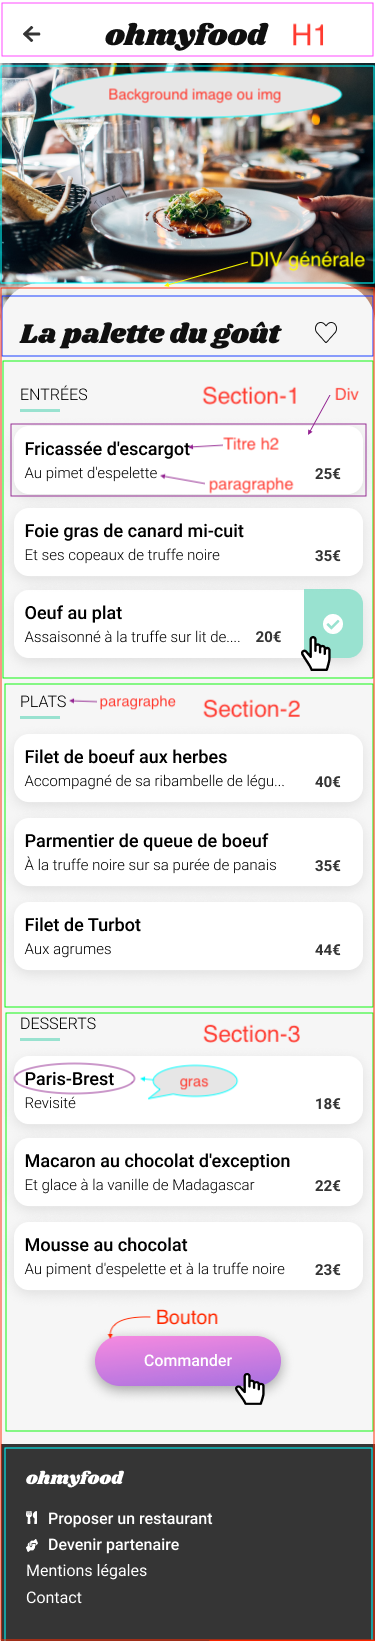 ohmyfood H1
Background image ou img
DIV générale
La palette du goût
ENTRÉES
Section-1
Div
Fricassée d'escargot
Titre h2
Au pimet d'espelette
25€
paragraphe
Foie gras de canard mi-cuit
Et ses copeaux de truffe noire
35€
Oeuf au plat
Assaisonné à la truffe sur lit de....
20€
PLATS
paragraphe
Section-2
Filet de boeuf aux herbes
Accompagné de sa ribambelle de légu...
40€
Parmentier de queue de boeuf
À la truffe noire sur sa purée de panais
35€
Filet de Turbot
Aux agrumes
44€
DESSERTS
Section-3
Paris-Brest
gras
Revisité
18€
Macaron au chocolat d'exception
Et glace à la vanille de Madagascar
22€
Mousse au chocolat
Au piment d'espelette et à la truffe noire
23€
Bouton
Commander
ohmyfood
Proposer un restaurant
Devenir partenaire
Mentions légales
Contact